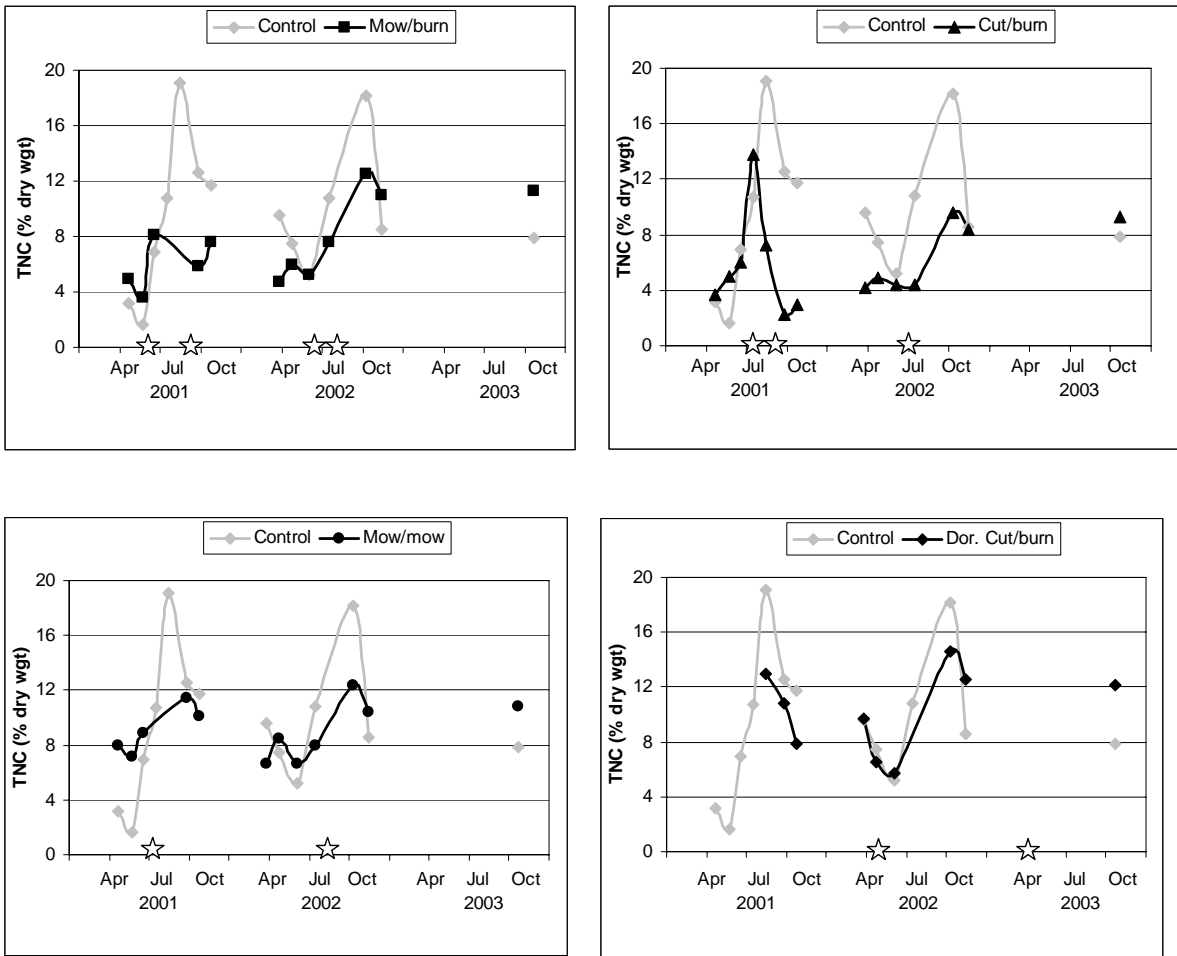 Control Mow/burn
TNC (% dry wgt)
20
16
12
8
4
0
Apr Jul Oct Apr Jul Oct Apr Jul Oct
2001 2002 2003
Control Cut/burn
TNC (% dry wgt)
20
16
12
8
4
0
Apr Jul Oct Apr Jul Oct Apr Jul Oct
2001 2002 2003
Control Mow/mow
TNC (% dry wgt)
20
16
12
8
4
0
Apr Jul Oct Apr Jul Oct Apr Jul Oct
2001 2002 2003
Control Dor. Cut/burn
TNC (% dry wgt)
20
16
12
8
4
0
Apr Jul Oct Apr Jul Oct Apr Jul Oct
2001 2002 2003